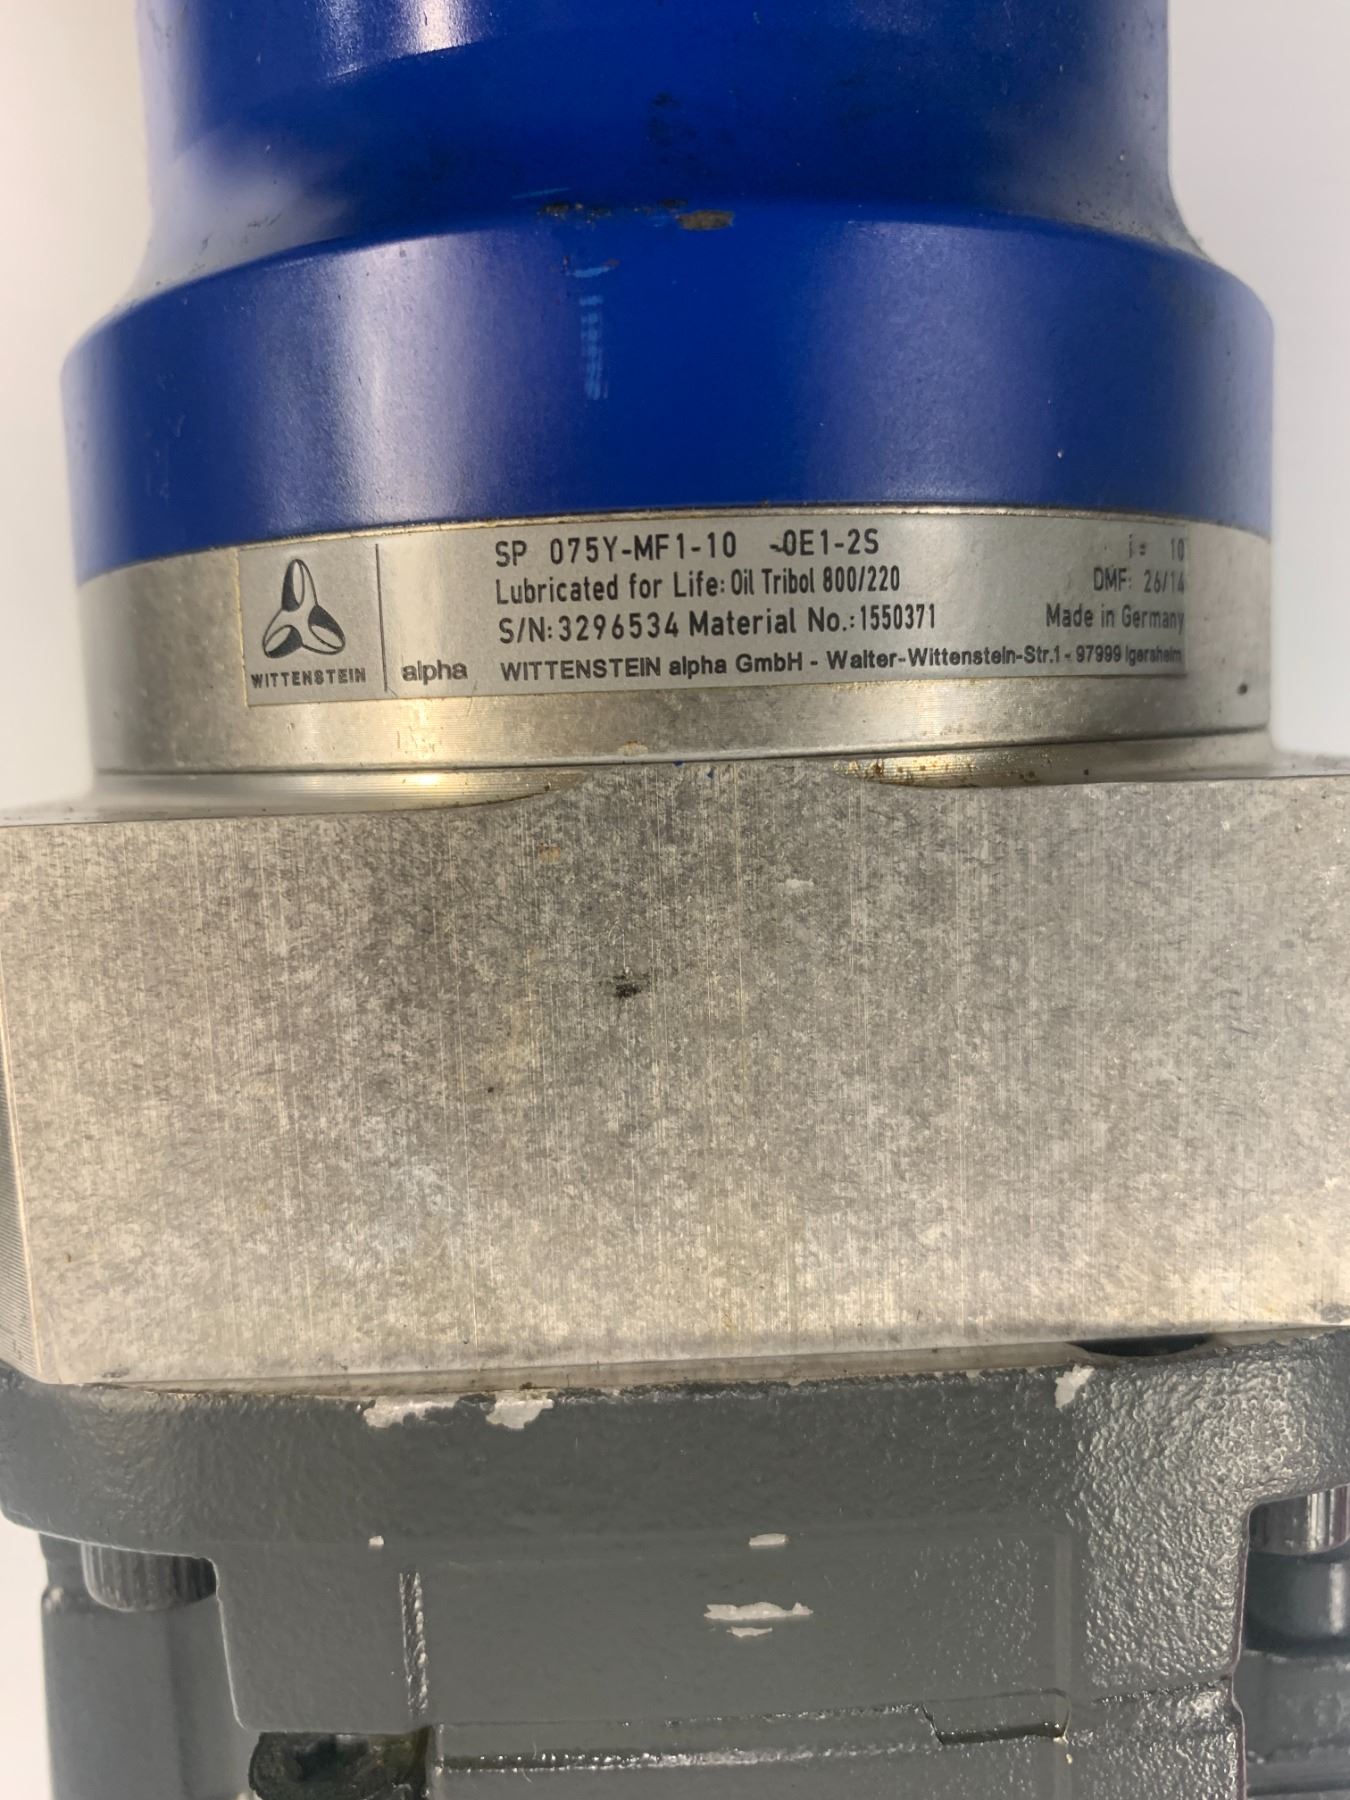 SP 075Y-MF1-10 -0E1-2S i= 10
Lubricated for Life: Oil Tribol 800/220 DMF: 26/14
S/N: 3296534 Material No.: 1550371 Made in Germany
WITTENSTEIN alpha WITTENSTEIN alpha GmbH - Walter-Wittenstein-Str.1 - 97999 Igersheim